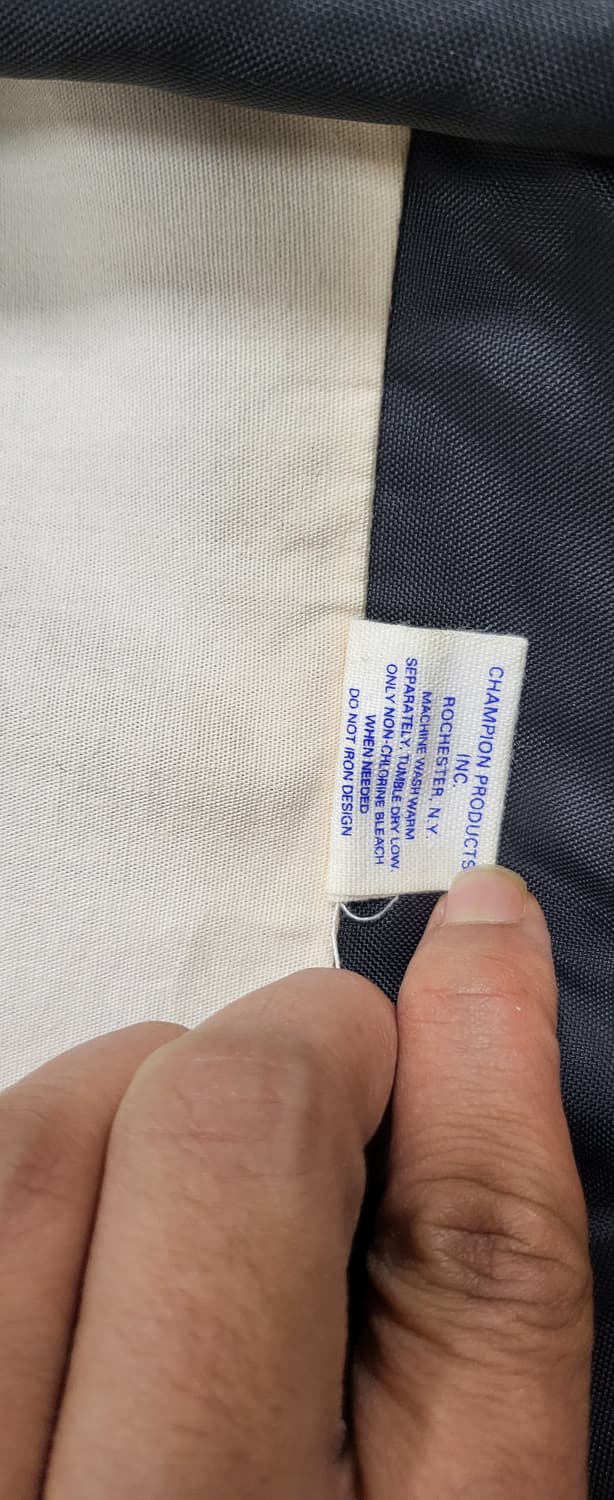 CHAMPION PRODUCTS
INC.
ROCHESTER, N.Y.
MACHINE WASH WARM
SEPARATELY. TUMBLE DRY LOW.
ONLY NON-CHLORINE BLEACH
WHEN NEEDED
DO NOT IRON DESIGN